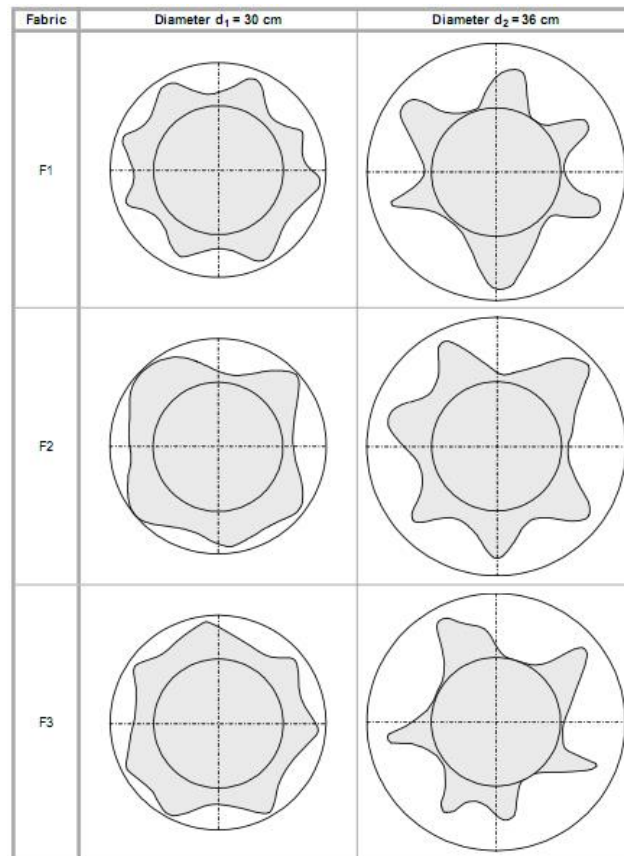 Fabric Diameter d₁ = 30 cm Diameter d₂ = 36 cm
F1
F2
F3